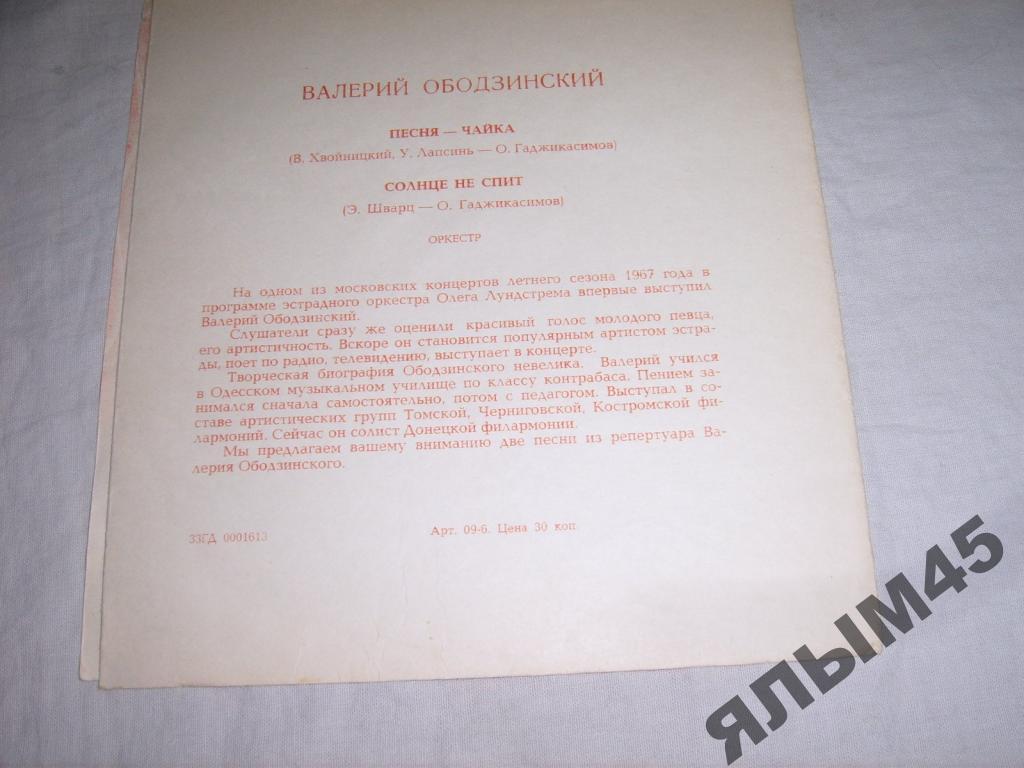 ВАЛЕРИЙ ОБОДЗИНСКИЙ
ПЕСНЯ — ЧАЙКА
(В. Хвойницкий, У. Лапсинь — О. Гаджикасимов)
СОЛНЦЕ НЕ СПИТ
(Э. Шварц — О. Гаджикасимов)
ОРКЕСТР
На одном из московских концертов летнего сезона 1967 года в
программе эстрадного оркестра Олега Лундстрема впервые выступил
Валерий Ободзинский.
Слушатели сразу же оценили красивый голос молодого певца,
его артистичность. Вскоре он становится популярным артистом эстра-
ды, поет по радио, телевидению, выступает в концерте.
Творческая биография Ободзинского невелика. Валерий учился
в Одесском музыкальном училище по классу контрабаса. Пением за-
нимался сначала самостоятельно, потом с педагогом. Выступал в со-
ставе артистических групп Томской, Черниговской, Костромской фи-
лармоний. Сейчас он солист Донецкой филармонии.
Мы предлагаем вашему вниманию две песни из репертуара Ва-
лерия Ободзинского.
33ГД 0001613
Арт. 09-6. Цена 30 коп.
ЯЛЫМ45